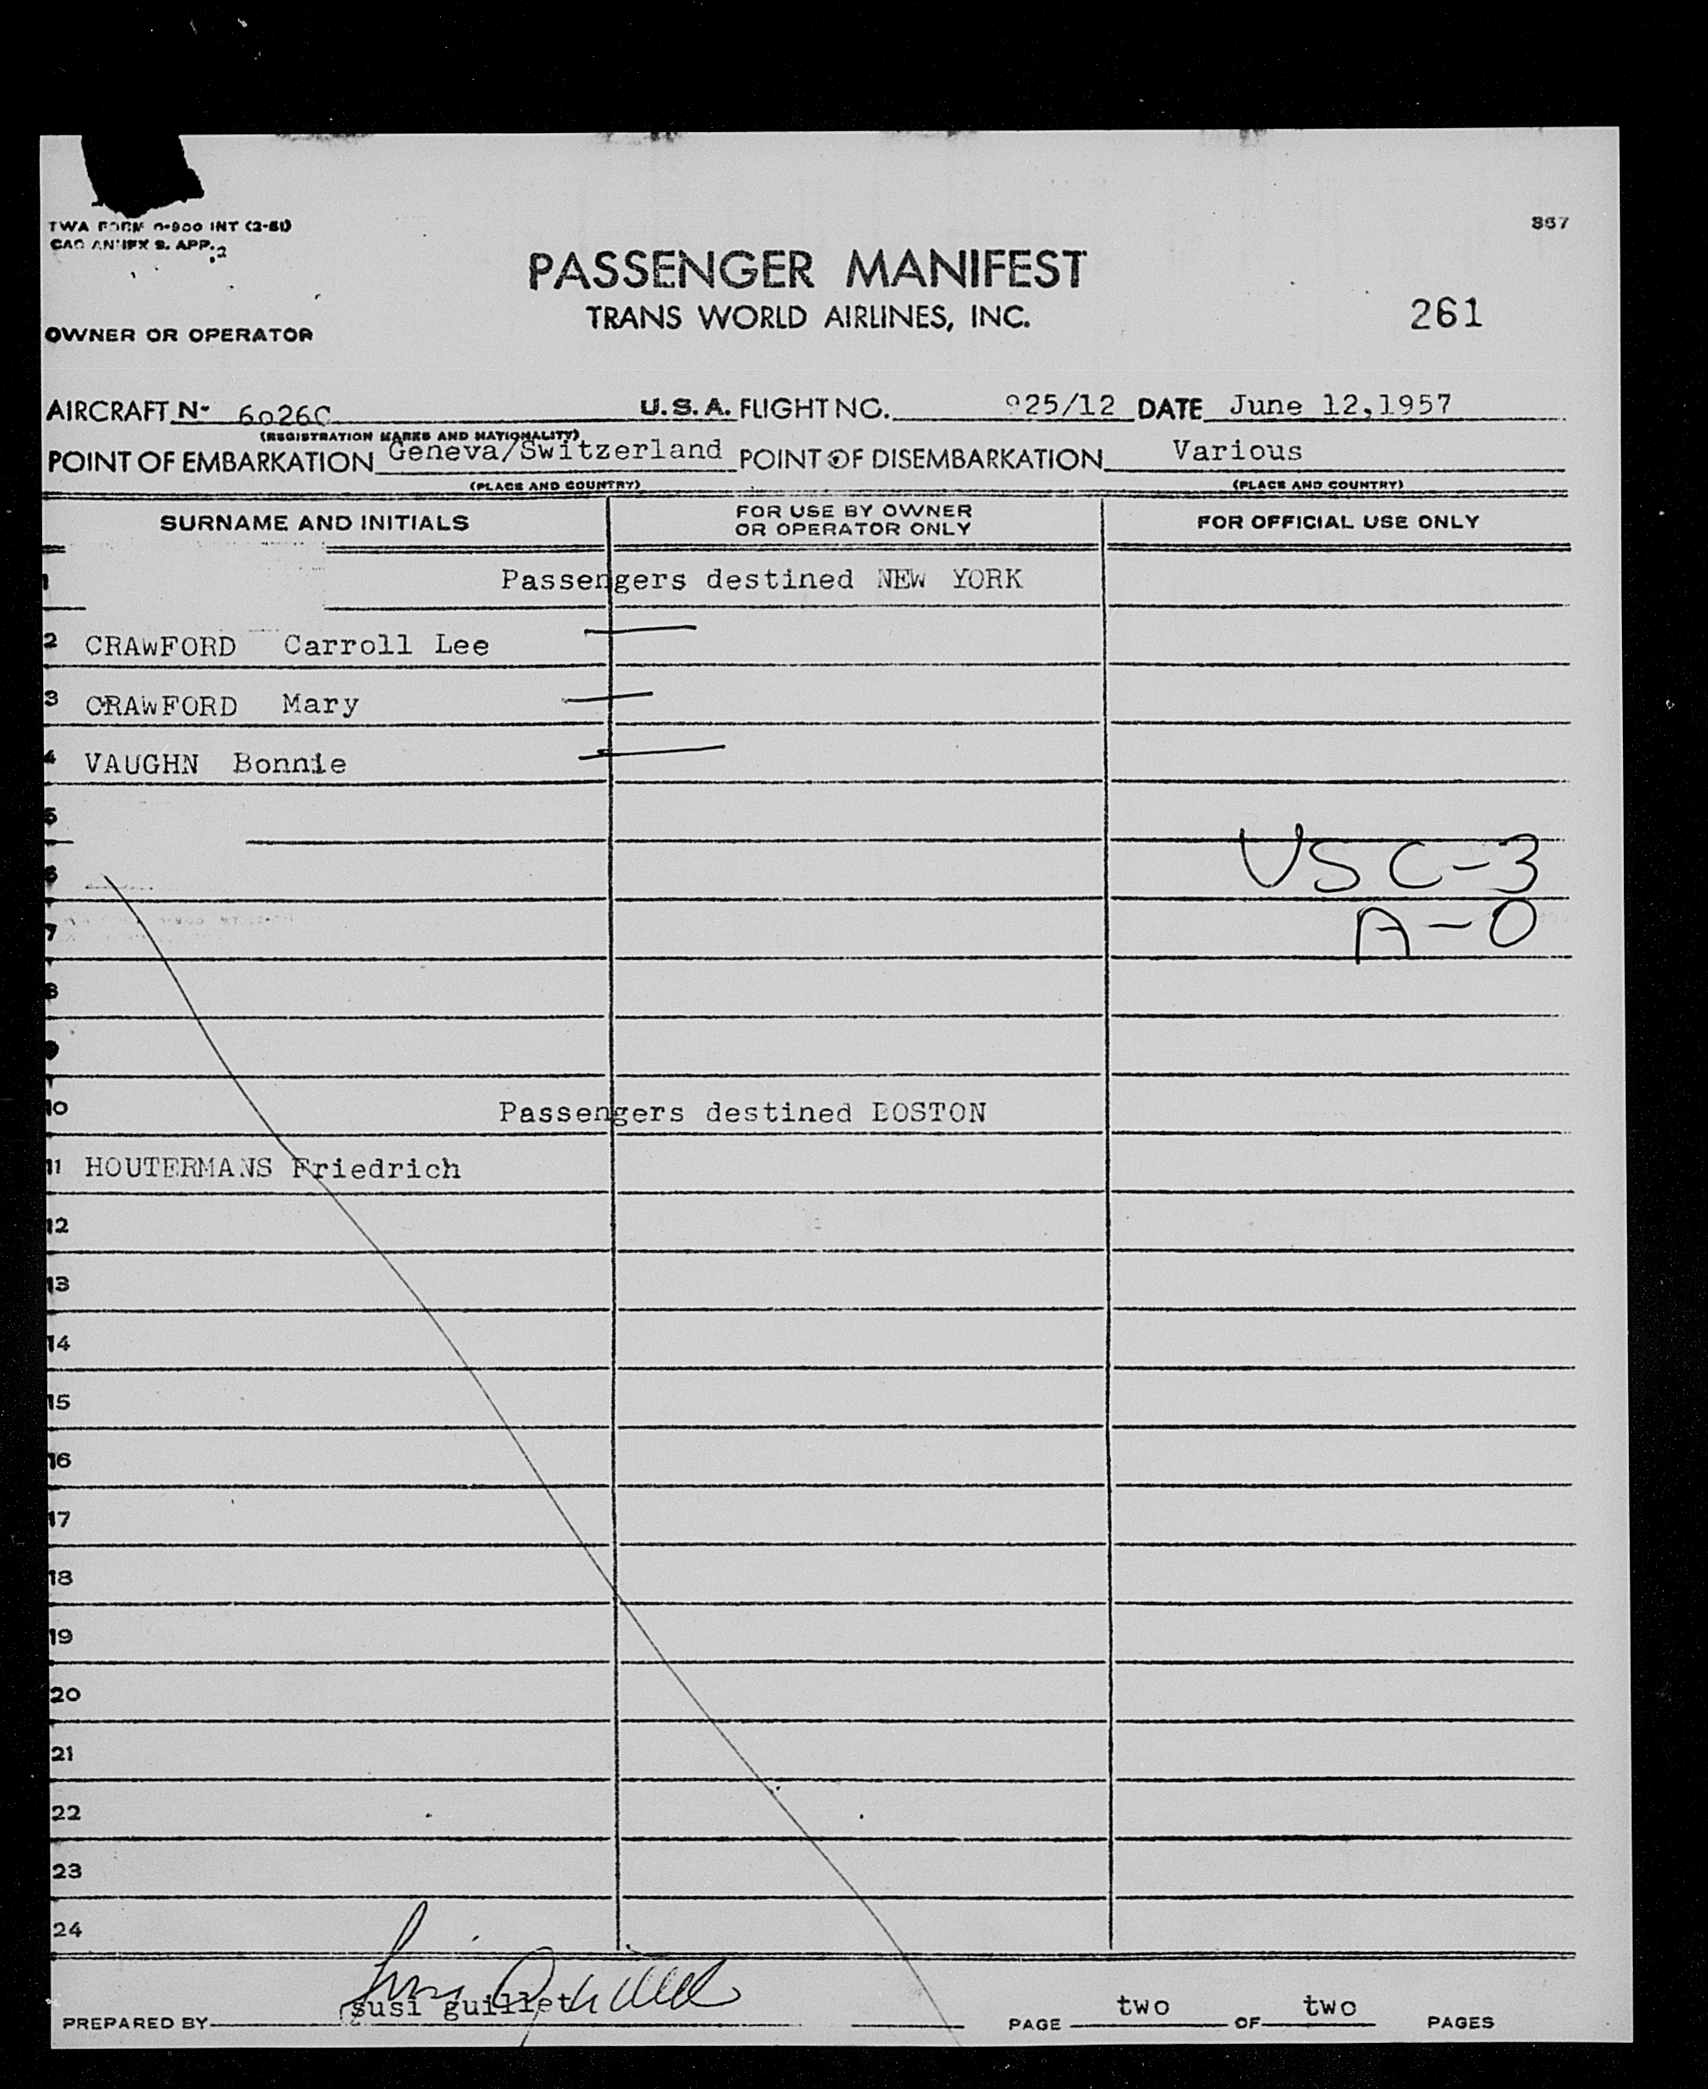 TWA FORM 0-900 INT (2-51)
CAO ANNEX 9. APP. 2
867
PASSENGER MANIFEST
TRANS WORLD AIRLINES, INC.
261
OWNER OR OPERATOR
AIRCRAFT N- 6026C U.S.A. FLIGHT NO. 925/12 DATE June 12,1957
(REGISTRATION MARKS AND NATIONALITY)
POINT OF EMBARKATION Geneva/Switzerland POINT OF DISEMBARKATION Various
(PLACE AND COUNTRY) (PLACE AND COUNTRY)
SURNAME AND INITIALS FOR USE BY OWNER OR OPERATOR ONLY FOR OFFICIAL USE ONLY
1 Passengers destined NEW YORK
2 CRAWFORD Carroll Lee
3 CRAWFORD Mary
4 VAUGHN Bonnie
5
6 USC-3
7 A-0
8
9
10 Passengers destined BOSTON
11 HOUTERMANS Friedrich
12
13
14
15
16
17
18
19
20
21
22
23
24
PREPARED BY susi guillet PAGE two OF two PAGES